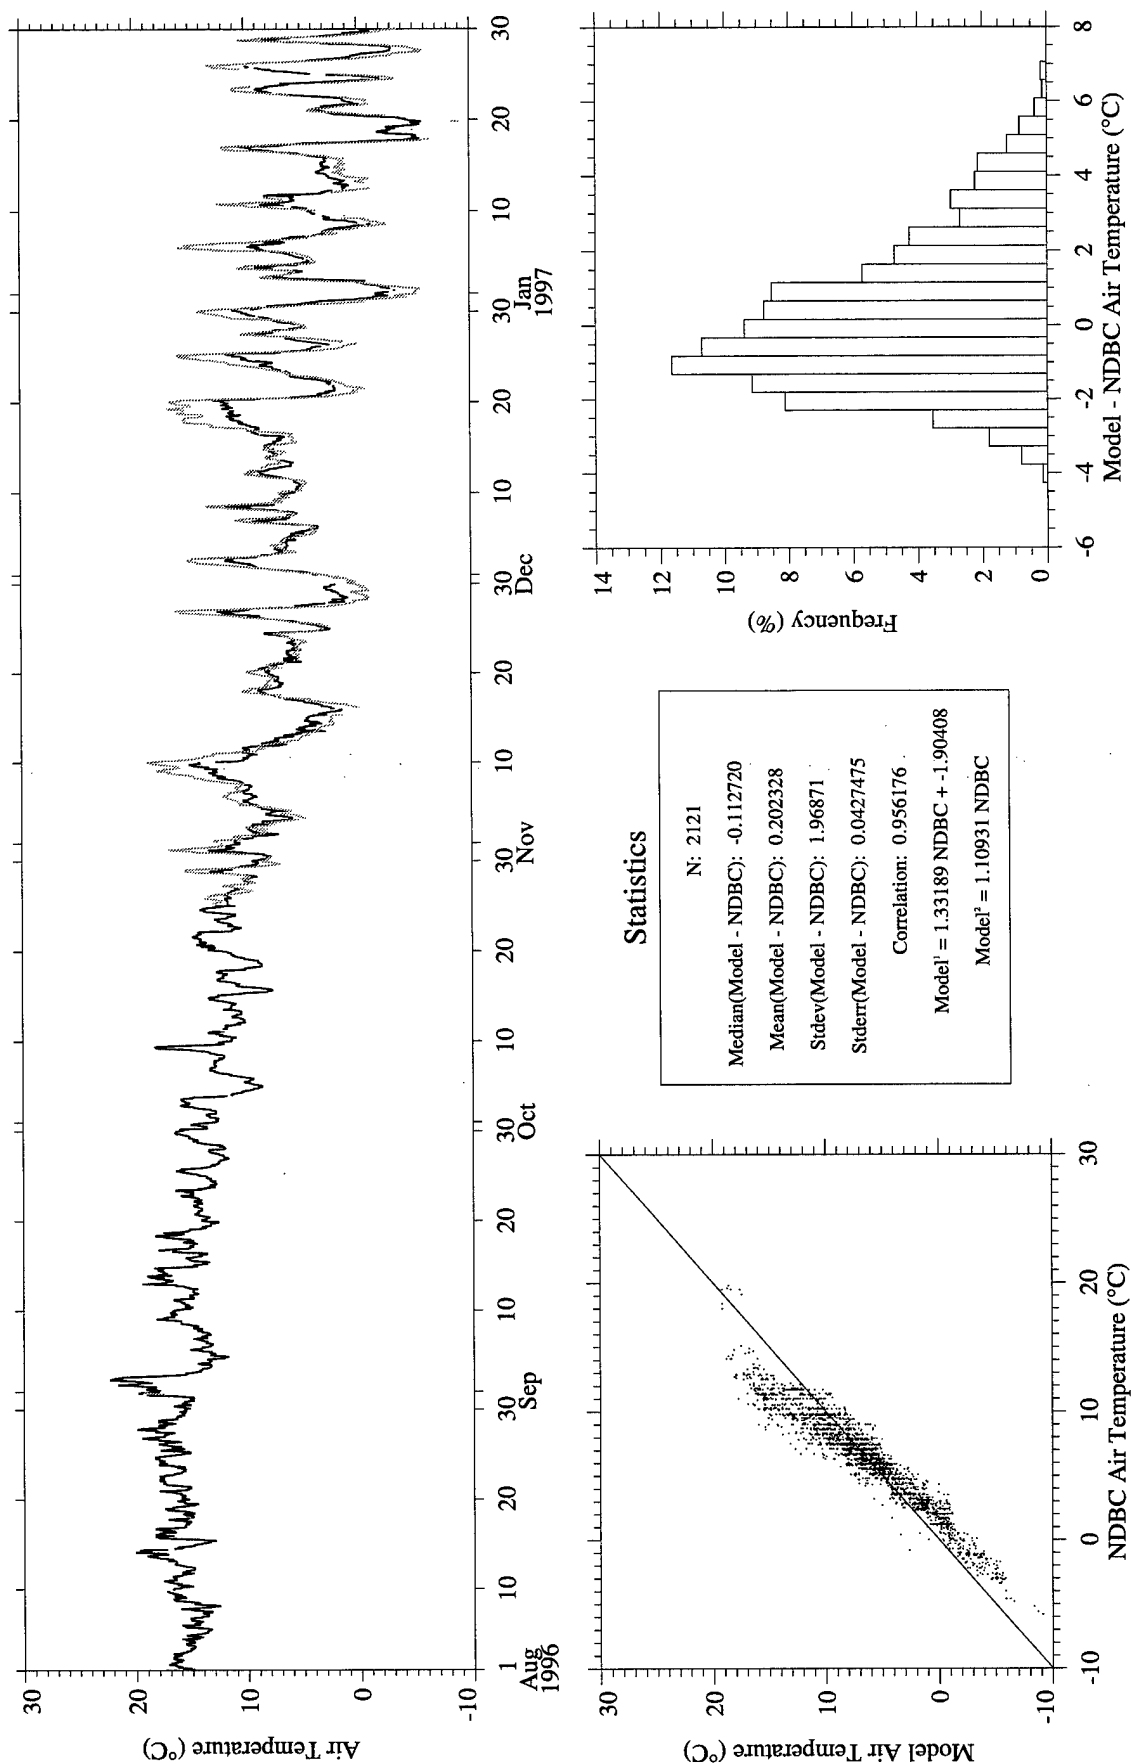 Air Temperature (°C)
30
20
10
0
-10
1 10 20 30 10 20 30 10 20 30 10 20 30 10 20 30 10 20 30
Aug Sep Oct Nov Dec Jan
1996 1997
Model Air Temperature (°C)
30
20
10
0
-10
-10 0 10 20 30
NDBC Air Temperature (°C)
Statistics
N: 2121
Median(Model - NDBC): -0.112720
Mean(Model - NDBC): 0.202328
Stdev(Model - NDBC): 1.96871
Stderr(Model - NDBC): 0.0427475
Correlation: 0.956176
Model¹ = 1.33189 NDBC + -1.90408
Model² = 1.10931 NDBC
Frequency (%)
14
12
10
8
6
4
2
0
-6 -4 -2 0 2 4 6 8
Model - NDBC Air Temperature (°C)